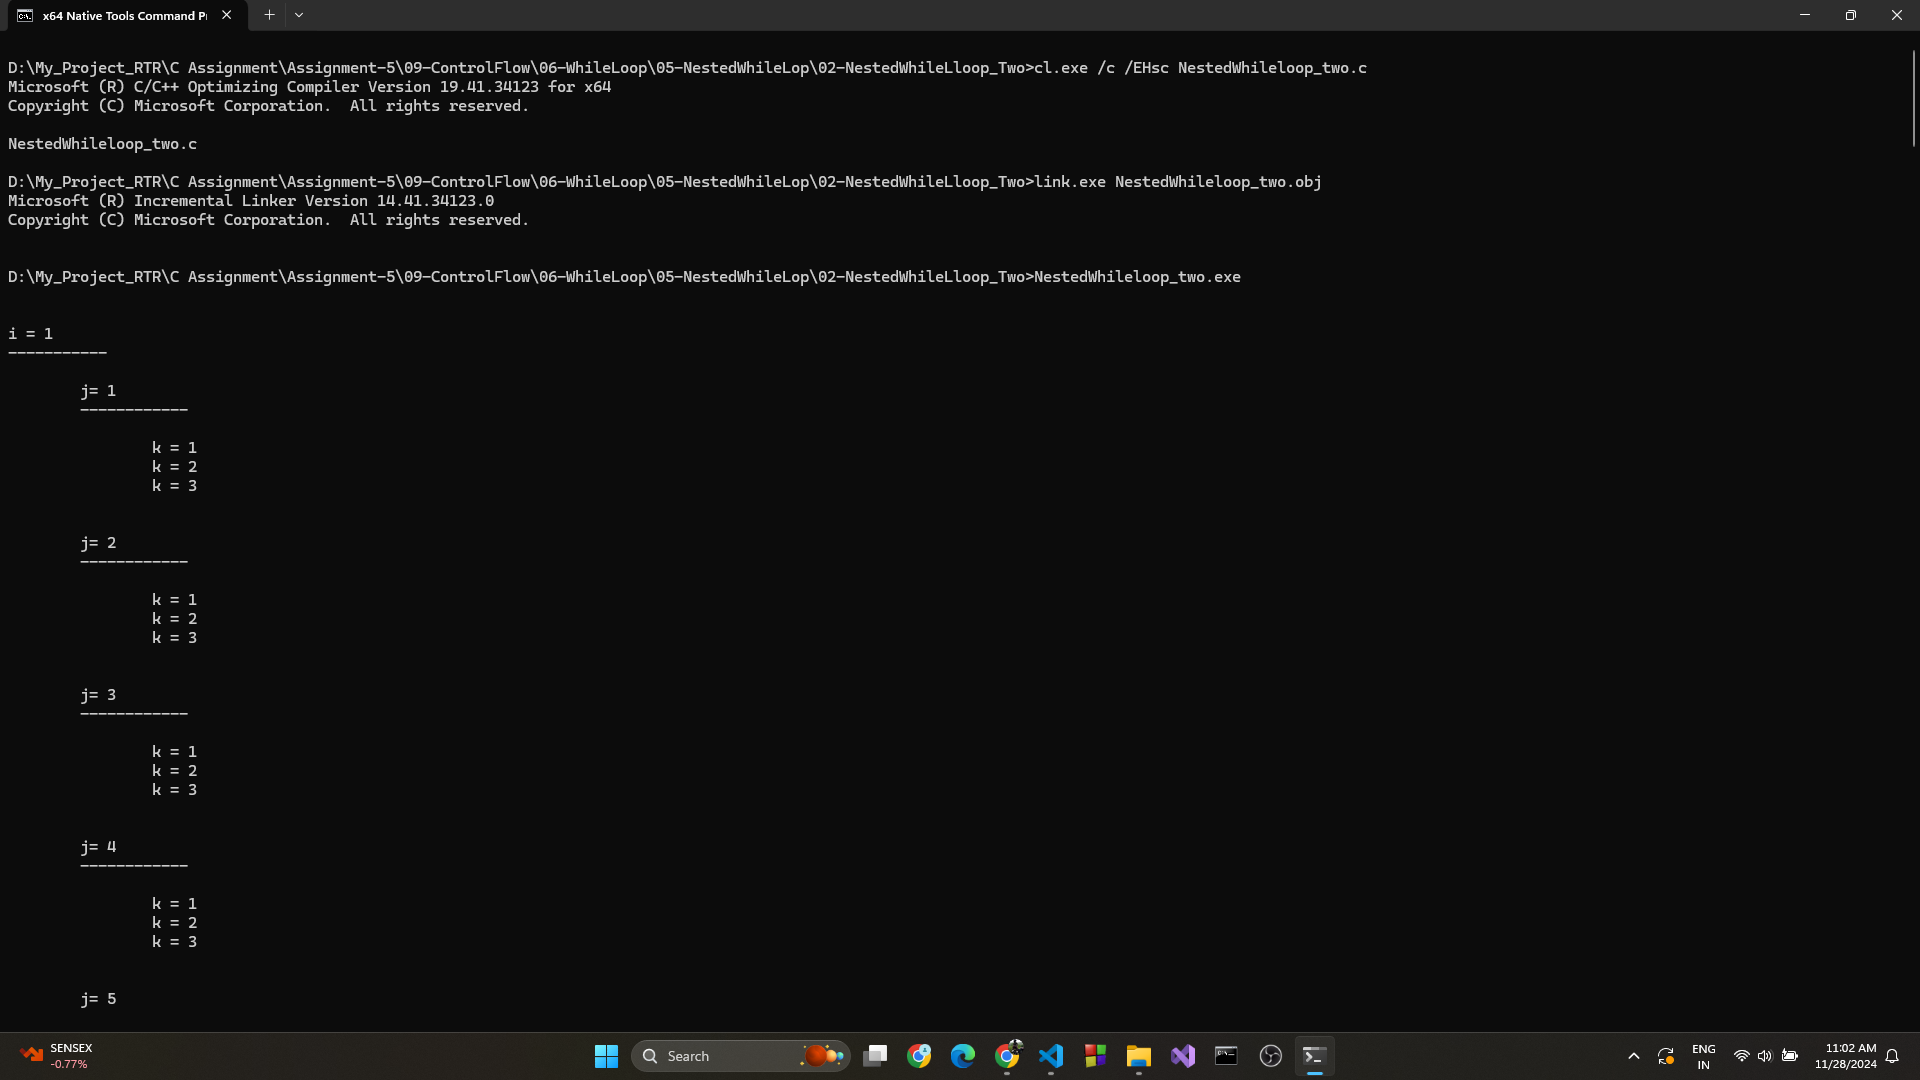 x64 Native Tools Command P
D:\My_Project_RTR\C Assignment\Assignment-5\09-ControlFlow\06-WhileLoop\05-NestedWhileLop\02-NestedWhileLloop_Two>cl.exe /c /EHsc NestedWhileloop_two.c
Microsoft (R) C/C++ Optimizing Compiler Version 19.41.34123 for x64
Copyright (C) Microsoft Corporation.  All rights reserved.
NestedWhileloop_two.c
D:\My_Project_RTR\C Assignment\Assignment-5\09-ControlFlow\06-WhileLoop\05-NestedWhileLop\02-NestedWhileLloop_Two>link.exe NestedWhileloop_two.obj
Microsoft (R) Incremental Linker Version 14.41.34123.0
Copyright (C) Microsoft Corporation.  All rights reserved.
D:\My_Project_RTR\C Assignment\Assignment-5\09-ControlFlow\06-WhileLoop\05-NestedWhileLop\02-NestedWhileLloop_Two>NestedWhileloop_two.exe
i = 1
-----------
j= 1
------------
k = 1
k = 2
k = 3
j= 2
------------
k = 1
k = 2
k = 3
j= 3
------------
k = 1
k = 2
k = 3
j= 4
------------
k = 1
k = 2
k = 3
j= 5
SENSEX
-0.77%
Search
ENG
IN
11:02 AM
11/28/2024